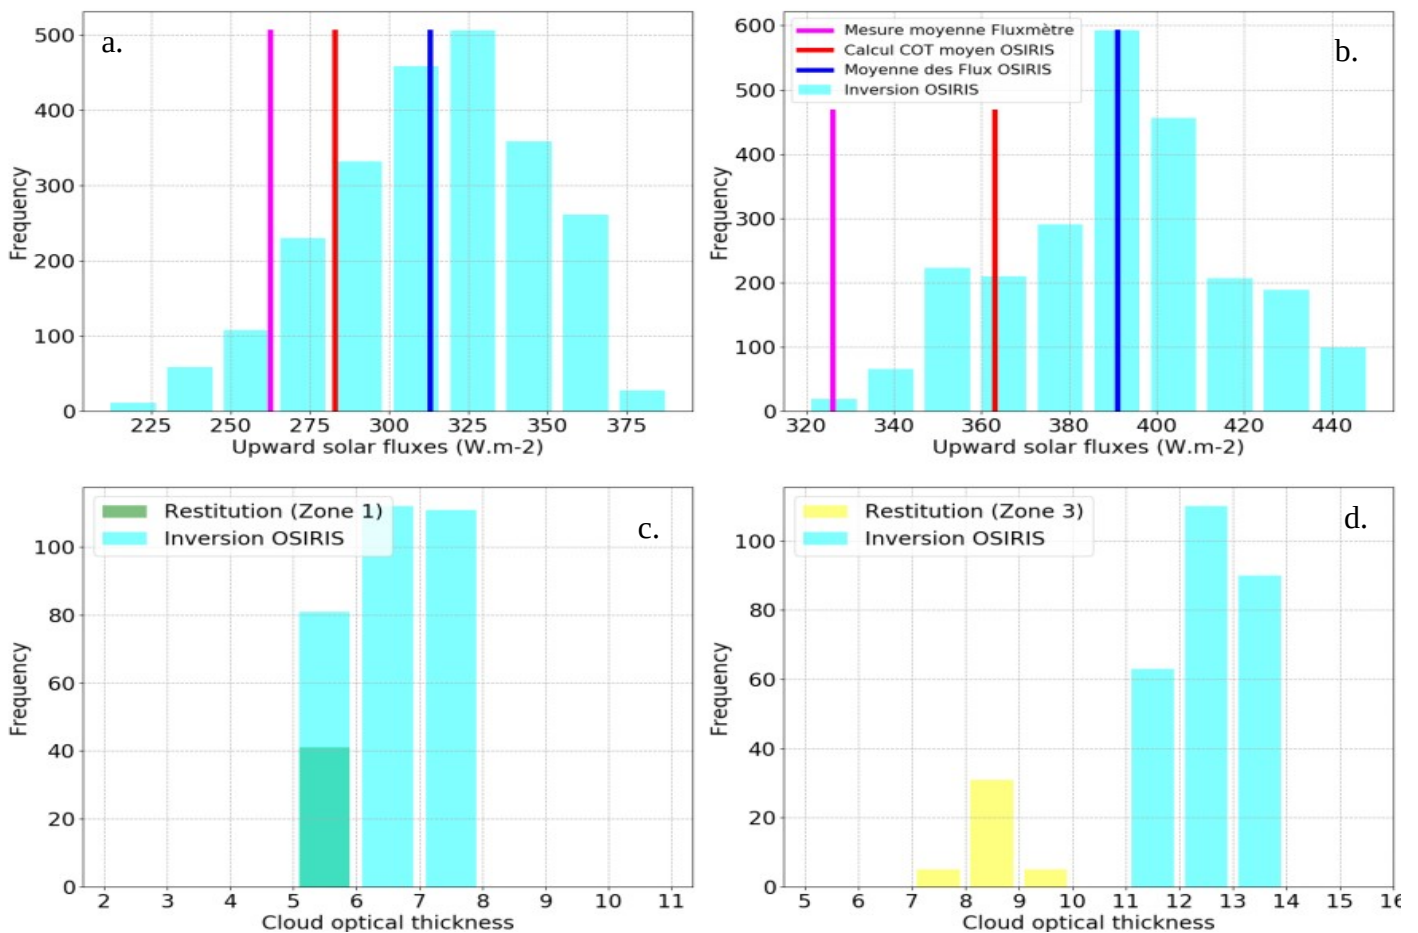 a.
500
400
300
200
100
0
Frequency
225 250 275 300 325 350 375
Upward solar fluxes (W.m-2)
b.
Mesure moyenne Fluxmètre
Calcul COT moyen OSIRIS
Moyenne des Flux OSIRIS
Inversion OSIRIS
600
500
400
300
200
100
0
Frequency
320 340 360 380 400 420 440
Upward solar fluxes (W.m-2)
c.
Restitution (Zone 1)
Inversion OSIRIS
100
80
60
40
20
0
Frequency
2 3 4 5 6 7 8 9 10 11
Cloud optical thickness
d.
Restitution (Zone 3)
Inversion OSIRIS
100
80
60
40
20
0
Frequency
5 6 7 8 9 10 11 12 13 14 15 16
Cloud optical thickness